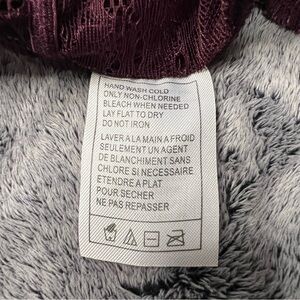 HAND WASH COLD
ONLY NON-CHLORINE
BLEACH WHEN NEEDED
LAY FLAT TO DRY
DO NOT IRON
LAVER A LA MAIN A FROID
SEULEMENT UN AGENT
DE BLANCHIMENT SANS
CHLORE SI NECESSAIRE
ETENDRE A PLAT
POUR SECHER
NE PAS REPASSER